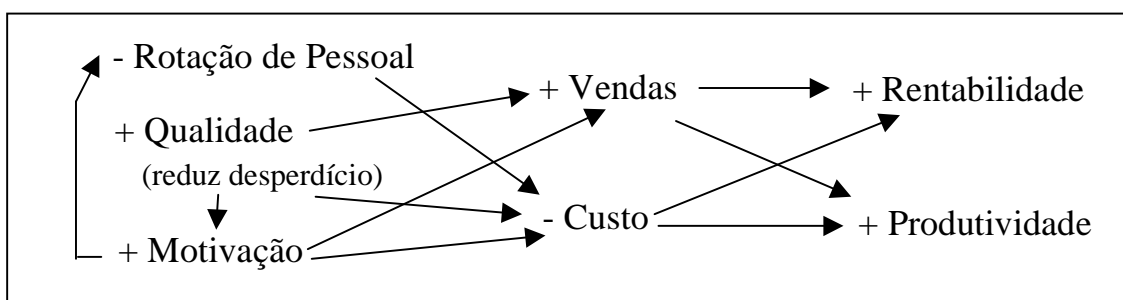 - Rotação de Pessoal
+ Vendas
+ Rentabilidade
+ Qualidade
(reduz desperdício)
- Custo
+ Produtividade
+ Motivação